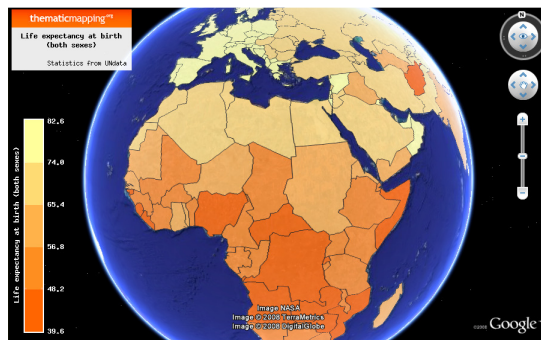 thematicmapping.org
Life expectancy at birth
(both sexes)
Statistics from UNdata
N
Life expectancy at birth (both sexes)
82.6
74.0
65.4
56.8
48.2
39.6
Image NASA
Image © 2008 TerraMetrics
Image © 2008 DigitalGlobe
©2008 Google